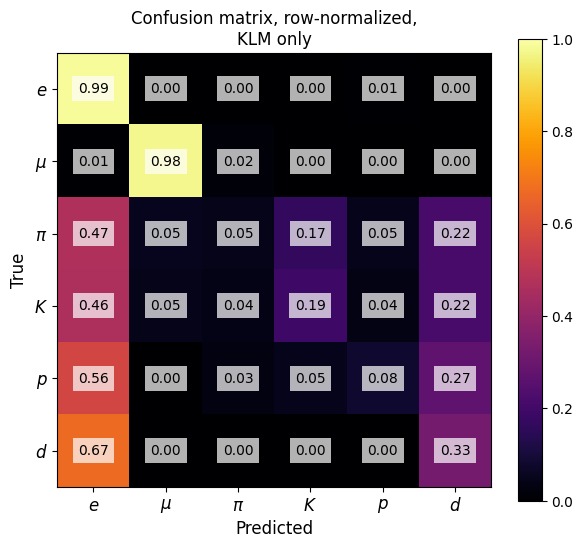 Confusion matrix, row-normalized,
KLM only
True
e 0.99 0.00 0.00 0.00 0.01 0.00
μ 0.01 0.98 0.02 0.00 0.00 0.00
π 0.47 0.05 0.05 0.17 0.05 0.22
K 0.46 0.05 0.04 0.19 0.04 0.22
p 0.56 0.00 0.03 0.05 0.08 0.27
d 0.67 0.00 0.00 0.00 0.00 0.33
e μ π K p d
Predicted
1.0
0.8
0.6
0.4
0.2
0.0